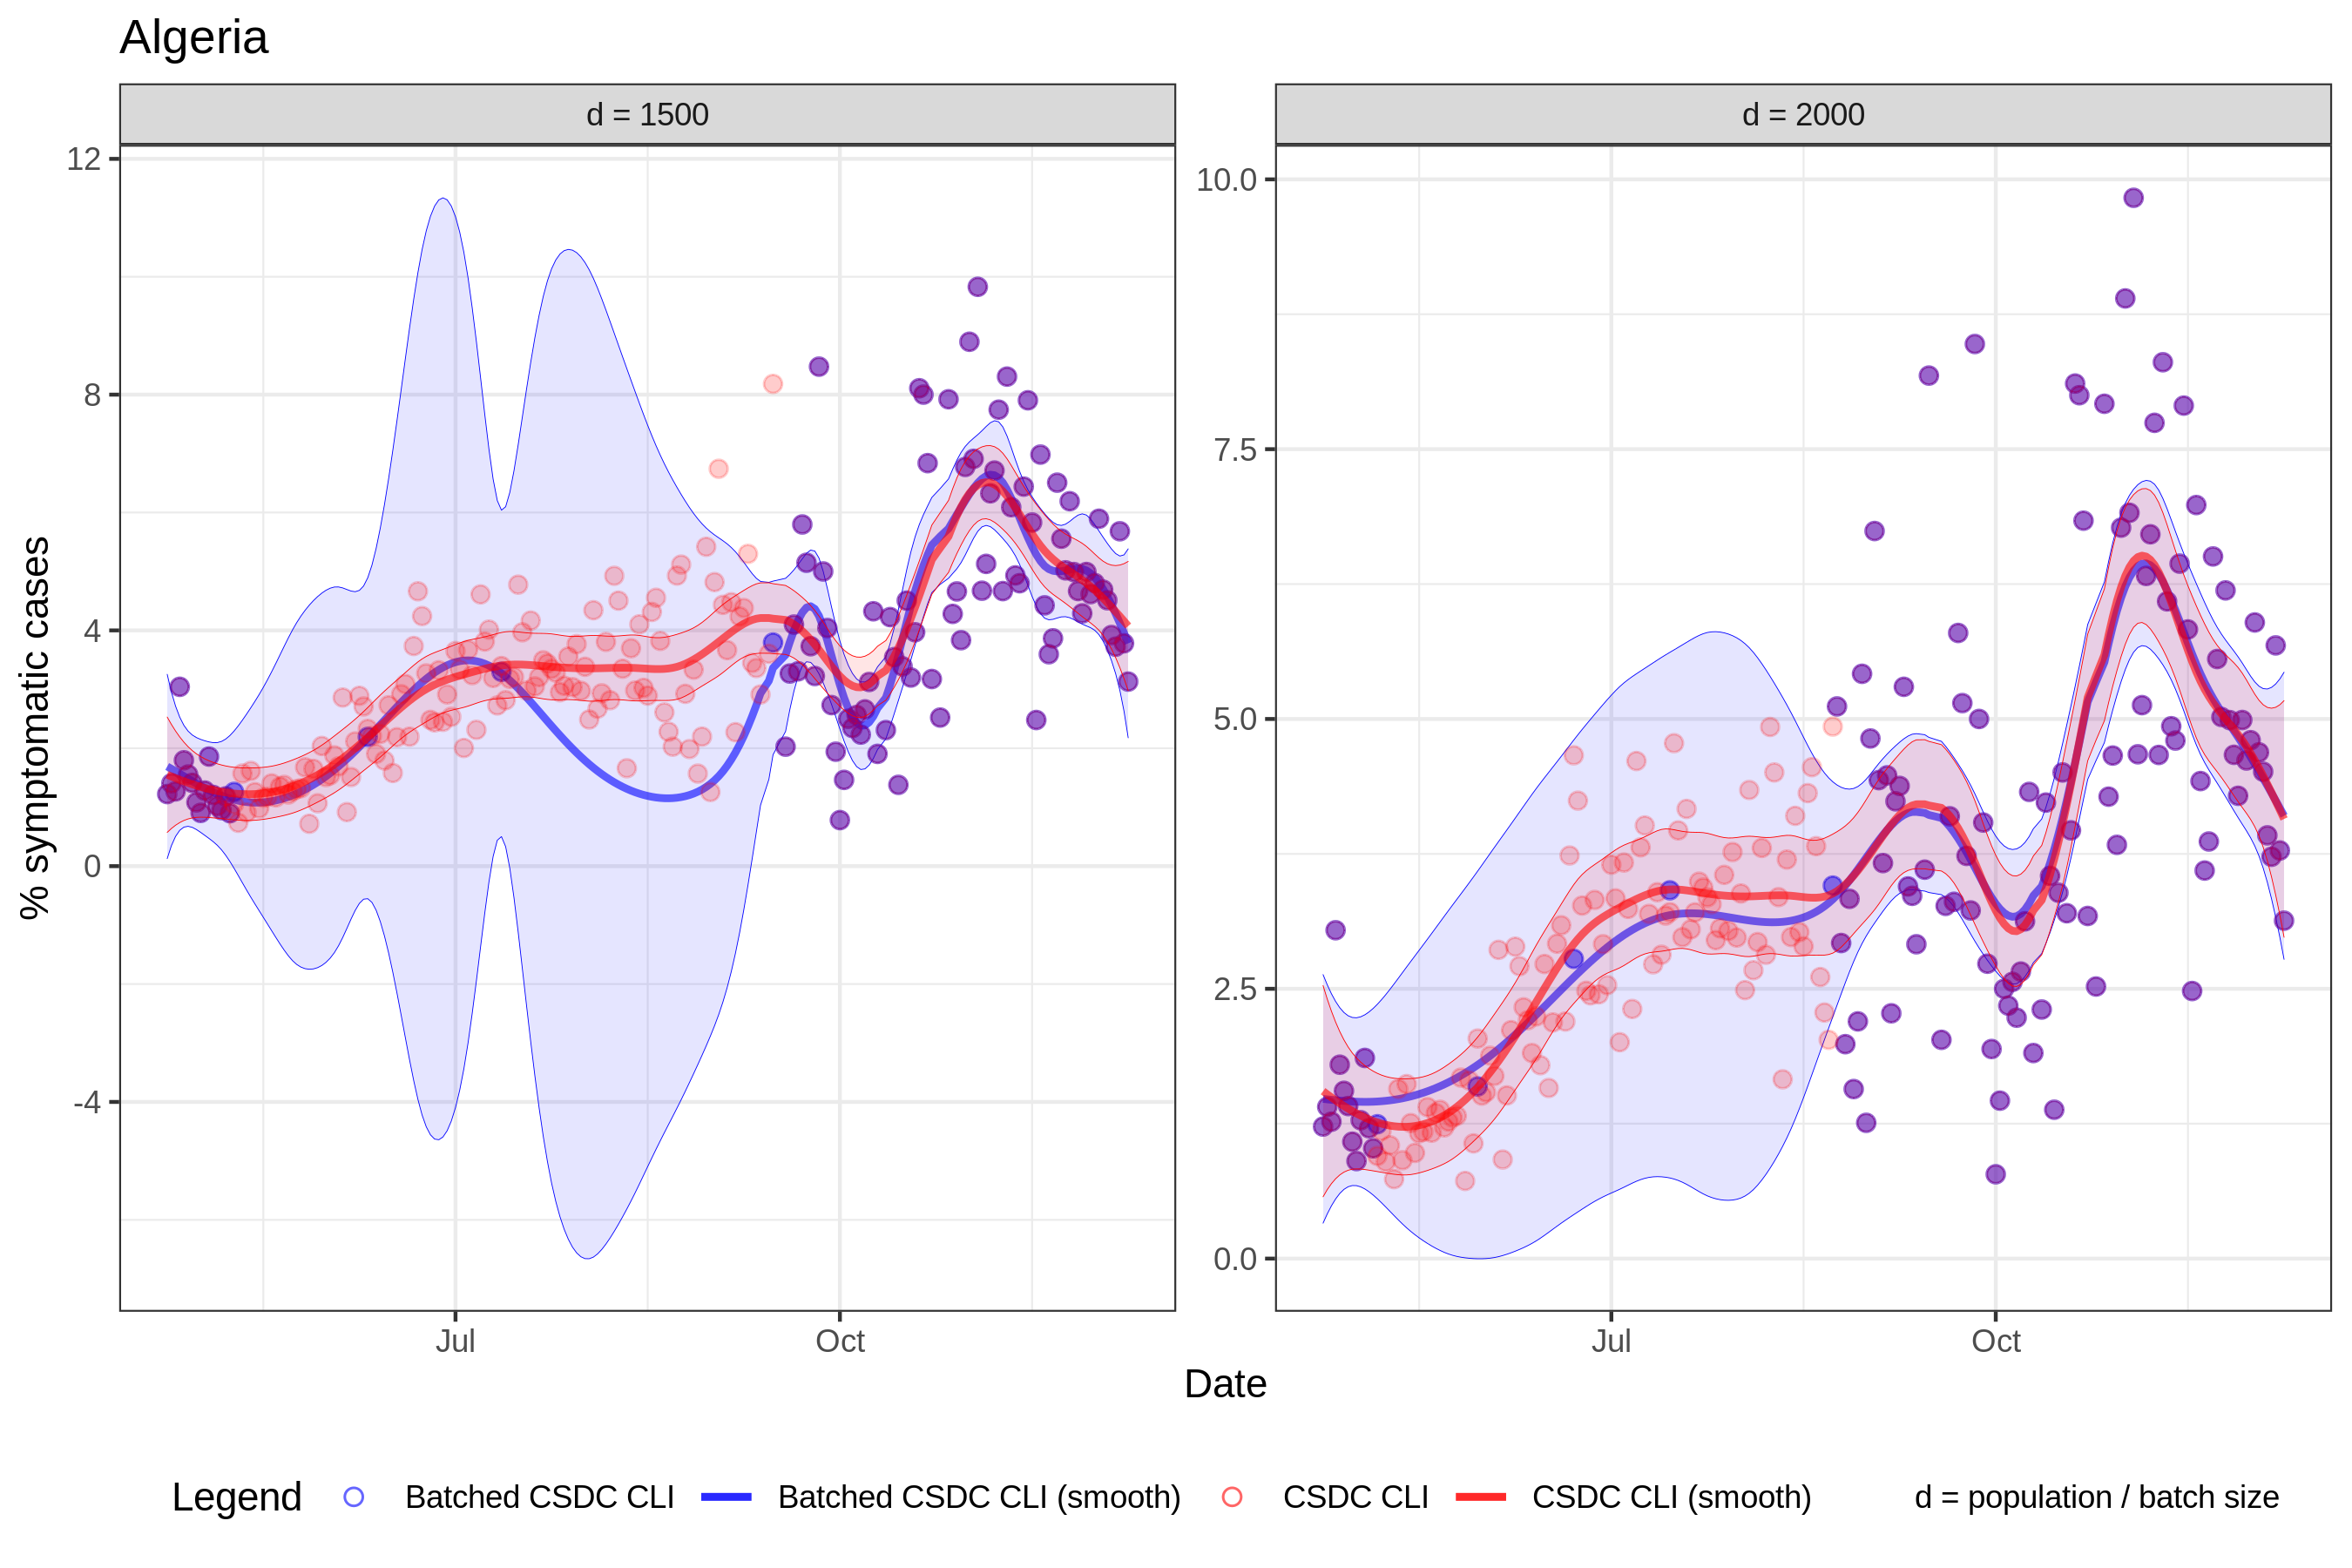 Algeria
d = 1500
d = 2000
% symptomatic cases
12
8
4
0
-4
10.0
7.5
5.0
2.5
0.0
Jul
Oct
Jul
Oct
Date
Legend
Batched CSDC CLI
Batched CSDC CLI (smooth)
CSDC CLI
CSDC CLI (smooth)
d = population / batch size